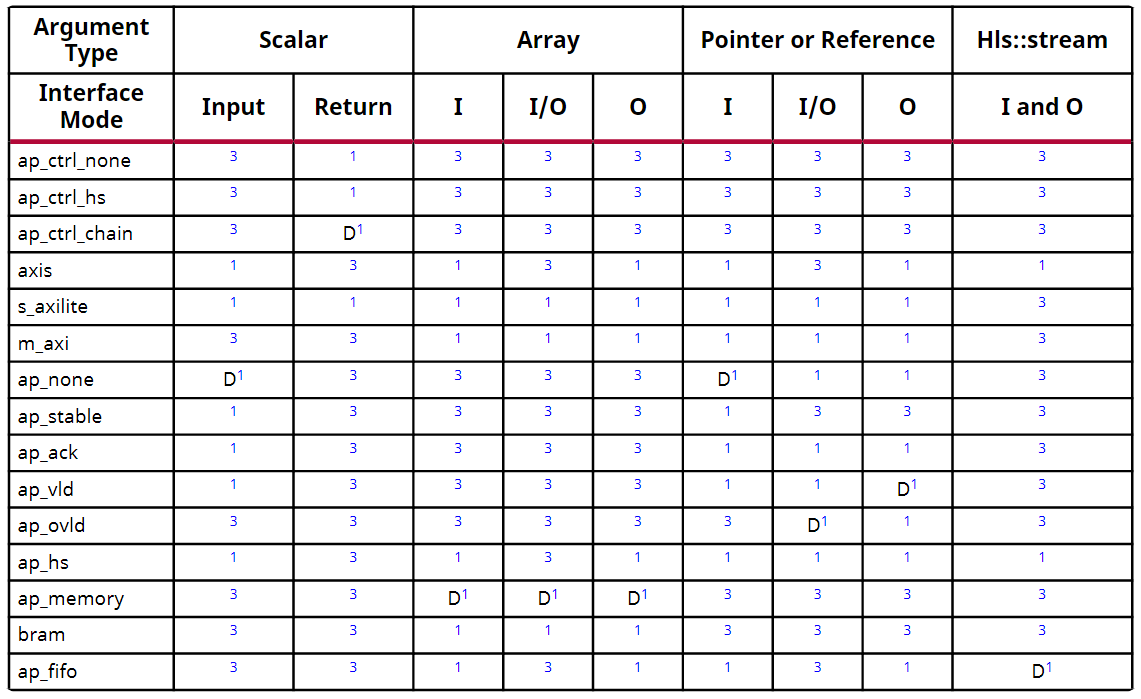 Argument Type Scalar Array Pointer or Reference Hls::stream
Interface Mode Input Return I I/O O I I/O O I and O
ap_ctrl_none 3 1 3 3 3 3 3 3 3
ap_ctrl_hs 3 1 3 3 3 3 3 3 3
ap_ctrl_chain 3 D1 3 3 3 3 3 3 3
axis 1 3 1 3 1 1 3 1 1
s_axilite 1 1 1 1 1 1 1 1 3
m_axi 3 3 1 1 1 1 1 1 3
ap_none D1 3 3 3 3 D1 1 1 3
ap_stable 1 3 3 3 3 1 3 3 3
ap_ack 1 3 3 3 3 1 1 1 3
ap_vld 1 3 3 3 3 1 1 D1 3
ap_ovld 3 3 3 3 3 3 D1 1 3
ap_hs 1 3 1 3 1 1 1 1 1
ap_memory 3 3 D1 D1 D1 3 3 3 3
bram 3 3 1 1 1 3 3 3 3
ap_fifo 3 3 1 3 1 1 3 1 D1